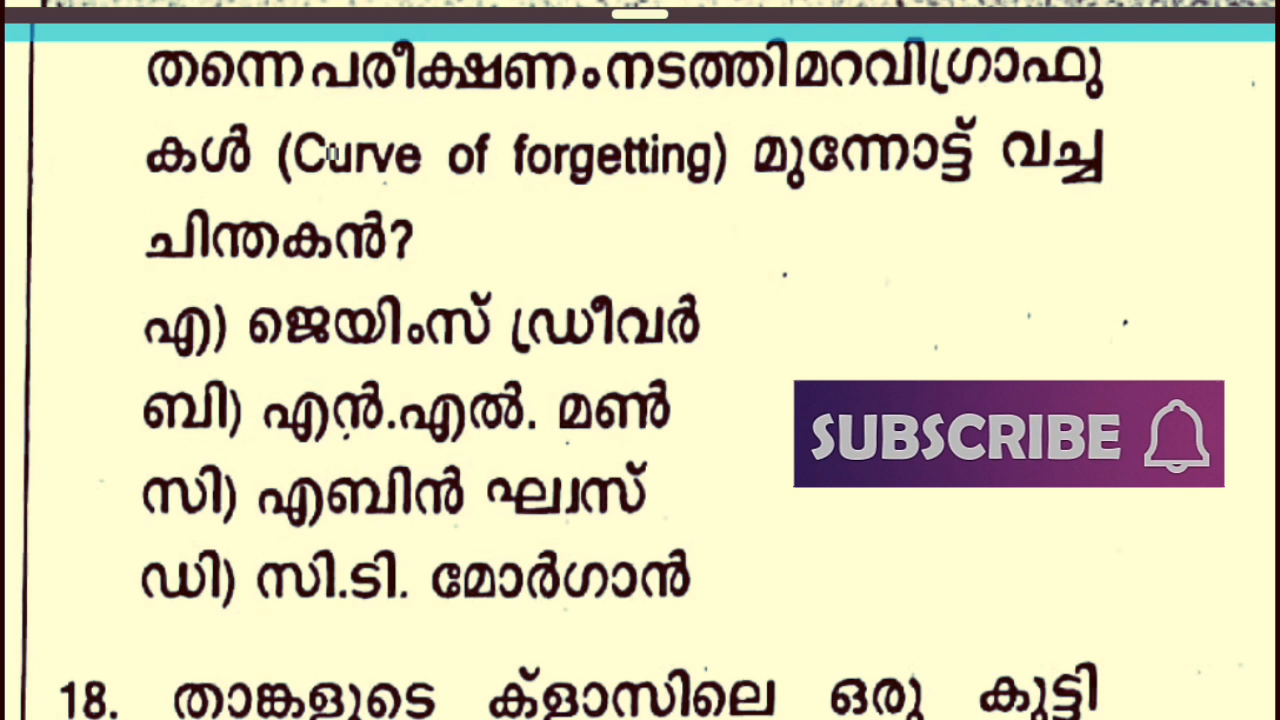 തന്നെ പരീക്ഷണം നടത്തി മറവി ഗ്രാഫു
കൾ (Curve of forgetting) മുന്നോട്ട് വച്ച
ചിന്തകൻ?
എ) ജെയിംസ് ഡ്രീവർ
ബി) എൻ.എൽ. മൺ
സി) എബിൻ ഘ്വസ്
SUBSCRIBE
ഡി) സി.ടി. മോർഗാൻ
18. താങ്കളുടെ ക്ളാസിലെ ഒരു കുട്ടി